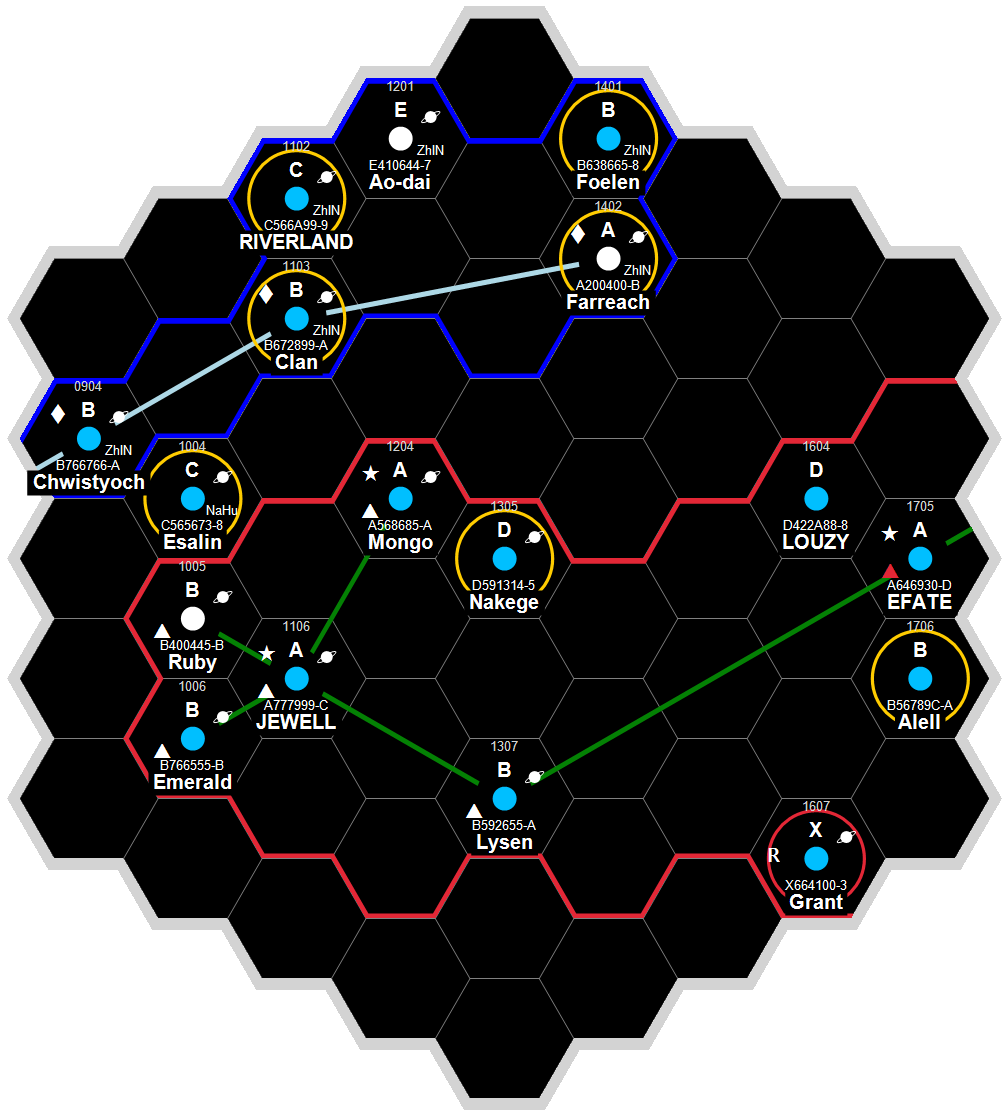 1201
E
ZhIN
E410644-7
Ao-dai
1401
B
ZhIN
B638665-8
Foelen
1102
C
ZhIN
C566A99-9
RIVERLAND
1402
A
ZhIN
A200400-B
Farreach
1103
B
ZhIN
B672899-A
Clan
0904
B
ZhIN
B766766-A
Chwistyoch
1004
C
NaHu
C565673-8
Esalin
1204
A
A568685-A
Mongo
1604
D
D422A88-8
LOUZY
1305
D
D591314-5
Nakege
1705
A
A646930-D
EFATE
1005
B
B400445-B
Ruby
1106
A
A777999-C
JEWELL
1706
B
B56789C-A
Alell
1006
B
B766555-B
Emerald
1307
B
B592655-A
Lysen
1607
X
R
X664100-3
Grant